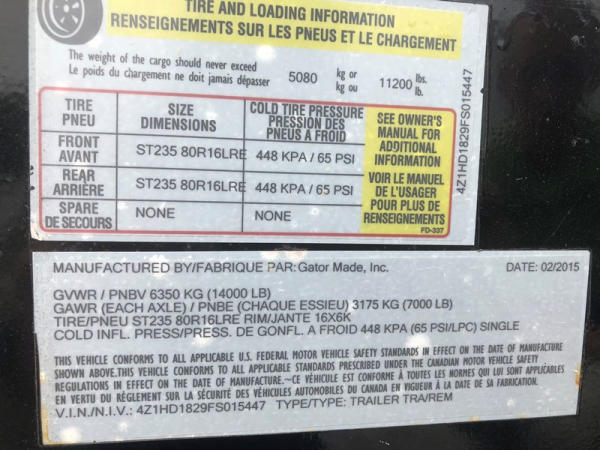 TIRE AND LOADING INFORMATION
RENSEIGNEMENTS SUR LES PNEUS ET LE CHARGEMENT
The weight of the cargo should never exceed
Le poids du chargement ne doit jamais dépasser
5080 kg or kg ou 11200 lbs. lb.
TIRE PNEU
SIZE DIMENSIONS
COLD TIRE PRESSURE
PRESSION DES
PNEUS A FROID
FRONT AVANT
ST235 80R16LRE
448 KPA / 65 PSI
REAR ARRIÈRE
ST235 80R16LRE
448 KPA / 65 PSI
SPARE DE SECOURS
NONE
NONE
SEE OWNER'S
MANUAL FOR
ADDITIONAL
INFORMATION
VOIR LE MANUEL
DE L'USAGER
POUR PLUS DE
RENSEIGNEMENTS
FD-337
4Z1HD1829FS015447
MANUFACTURED BY/FABRIQUE PAR: Gator Made, Inc. DATE: 02/2015
GVWR / PNBV 6350 KG (14000 LB)
GAWR (EACH AXLE) / PNBE (CHAQUE ESSIEU) 3175 KG (7000 LB)
TIRE/PNEU ST235 80R16LRE RIM/JANTE 16X6K
COLD INFL. PRESS/PRESS. DE GONFL. A FROID 448 KPA (65 PSI/LPC) SINGLE
THIS VEHICLE CONFORMS TO ALL APPLICABLE U.S. FEDERAL MOTOR VEHICLE SAFETY STANDARDS IN EFFECT ON THE DATE OF MANUFACTURE
SHOWN ABOVE.THIS VEHICLE CONFORMS TO ALL APPLICABLE STANDARDS PRESCRIBED UNDER THE CANADIAN MOTOR VEHICLE SAFETY
REGULATIONS IN EFFECT ON THE DATE OF MANUFACTURE.~CE VÉHICULE EST CONFORME À TOUTES LES NORMES QUI LUI SONT APPLICABLES
EN VERTU DU RÈGLEMENT SUR LA SÉCURITÉ DES VÉHICULES AUTOMOBILES DU CANADA EN VIGUEUR À LA DATE DE SA FABRICATION.
V.I.N./N.I.V.: 4Z1HD1829FS015447 TYPE/TYPE: TRAILER TRA/REM